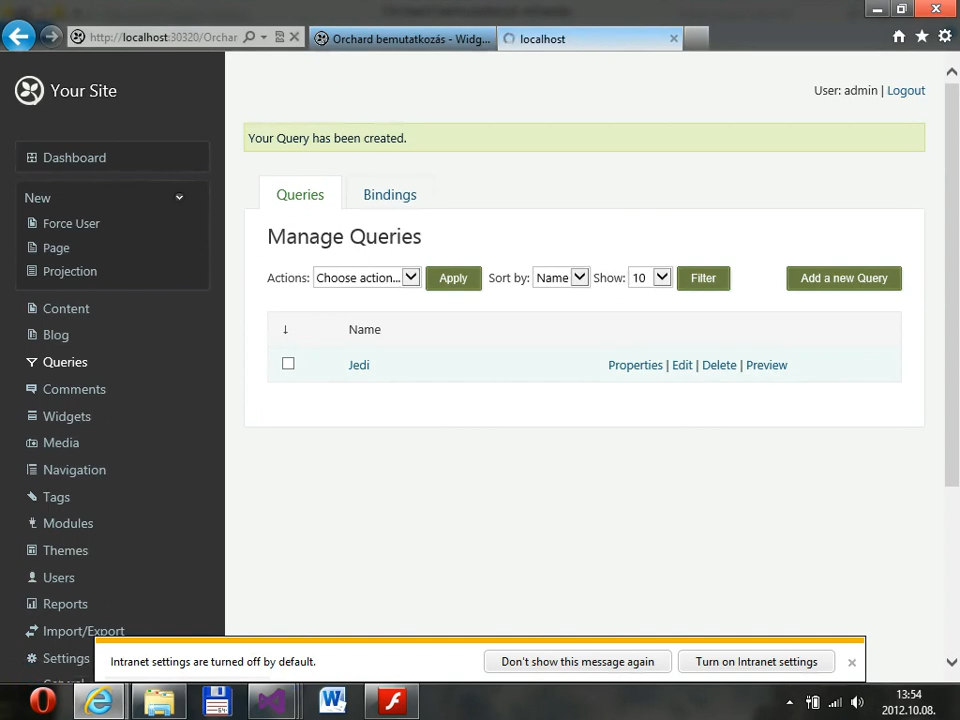 http://localhost:30320/Orchar
Orchard bemutatkozás - Widg...
localhost
Your Site
User: admin | Logout
Your Query has been created.
Dashboard
New
Force User
Page
Projection
Content
Blog
Queries
Comments
Widgets
Media
Navigation
Tags
Modules
Themes
Users
Reports
Import/Export
Settings
Queries
Bindings
Manage Queries
Actions: Choose action... Apply Sort by: Name Show: 10 Filter Add a new Query
↓ Name
Jedi Properties | Edit | Delete | Preview
Intranet settings are turned off by default. Don't show this message again Turn on Intranet settings
13:54
2012.10.08.